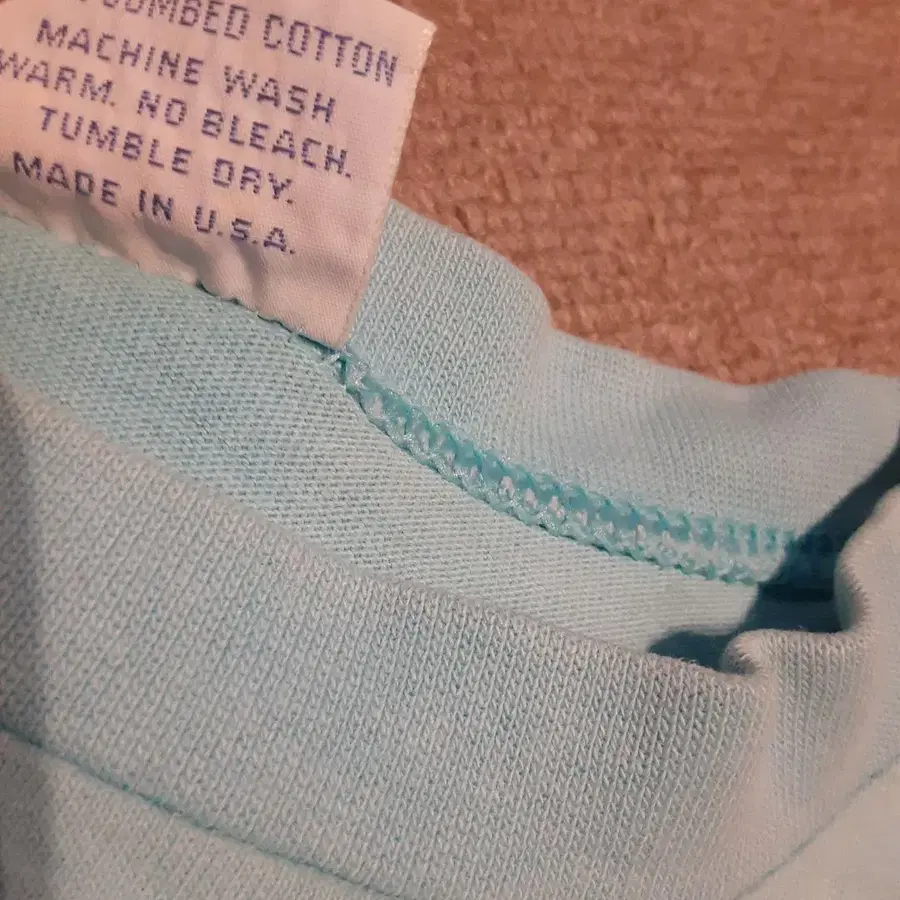 COMBED COTTON
MACHINE WASH
WARM. NO BLEACH.
TUMBLE DRY.
MADE IN U.S.A.